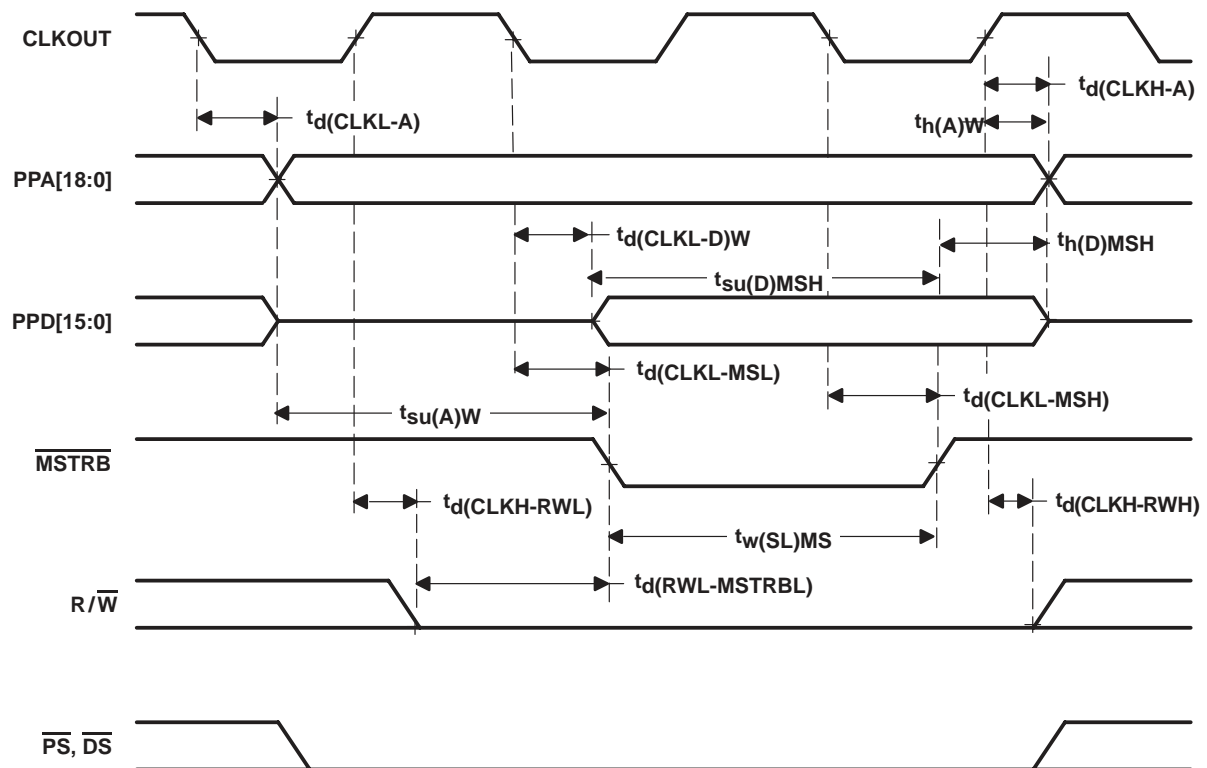 CLKOUT
td(CLKH-A)
td(CLKL-A)
th(A)W
PPA[18:0]
td(CLKL-D)W
th(D)MSH
tsu(D)MSH
PPD[15:0]
td(CLKL-MSL)
td(CLKL-MSH)
tsu(A)W
MSTRB
td(CLKH-RWL)
td(CLKH-RWH)
tw(SL)MS
td(RWL-MSTRBL)
R/W
PS, DS